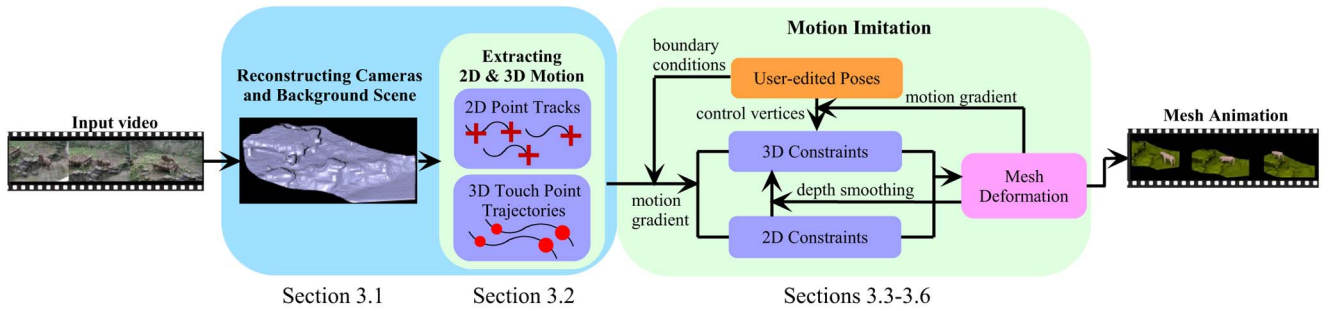 Input video
Reconstructing Cameras
and Background Scene
Extracting
2D & 3D Motion
2D Point Tracks
3D Touch Point
Trajectories
Motion Imitation
boundary
conditions
User-edited Poses
control vertices
motion gradient
3D Constraints
motion
gradient
depth smoothing
2D Constraints
Mesh
Deformation
Mesh Animation
Section 3.1
Section 3.2
Sections 3.3-3.6